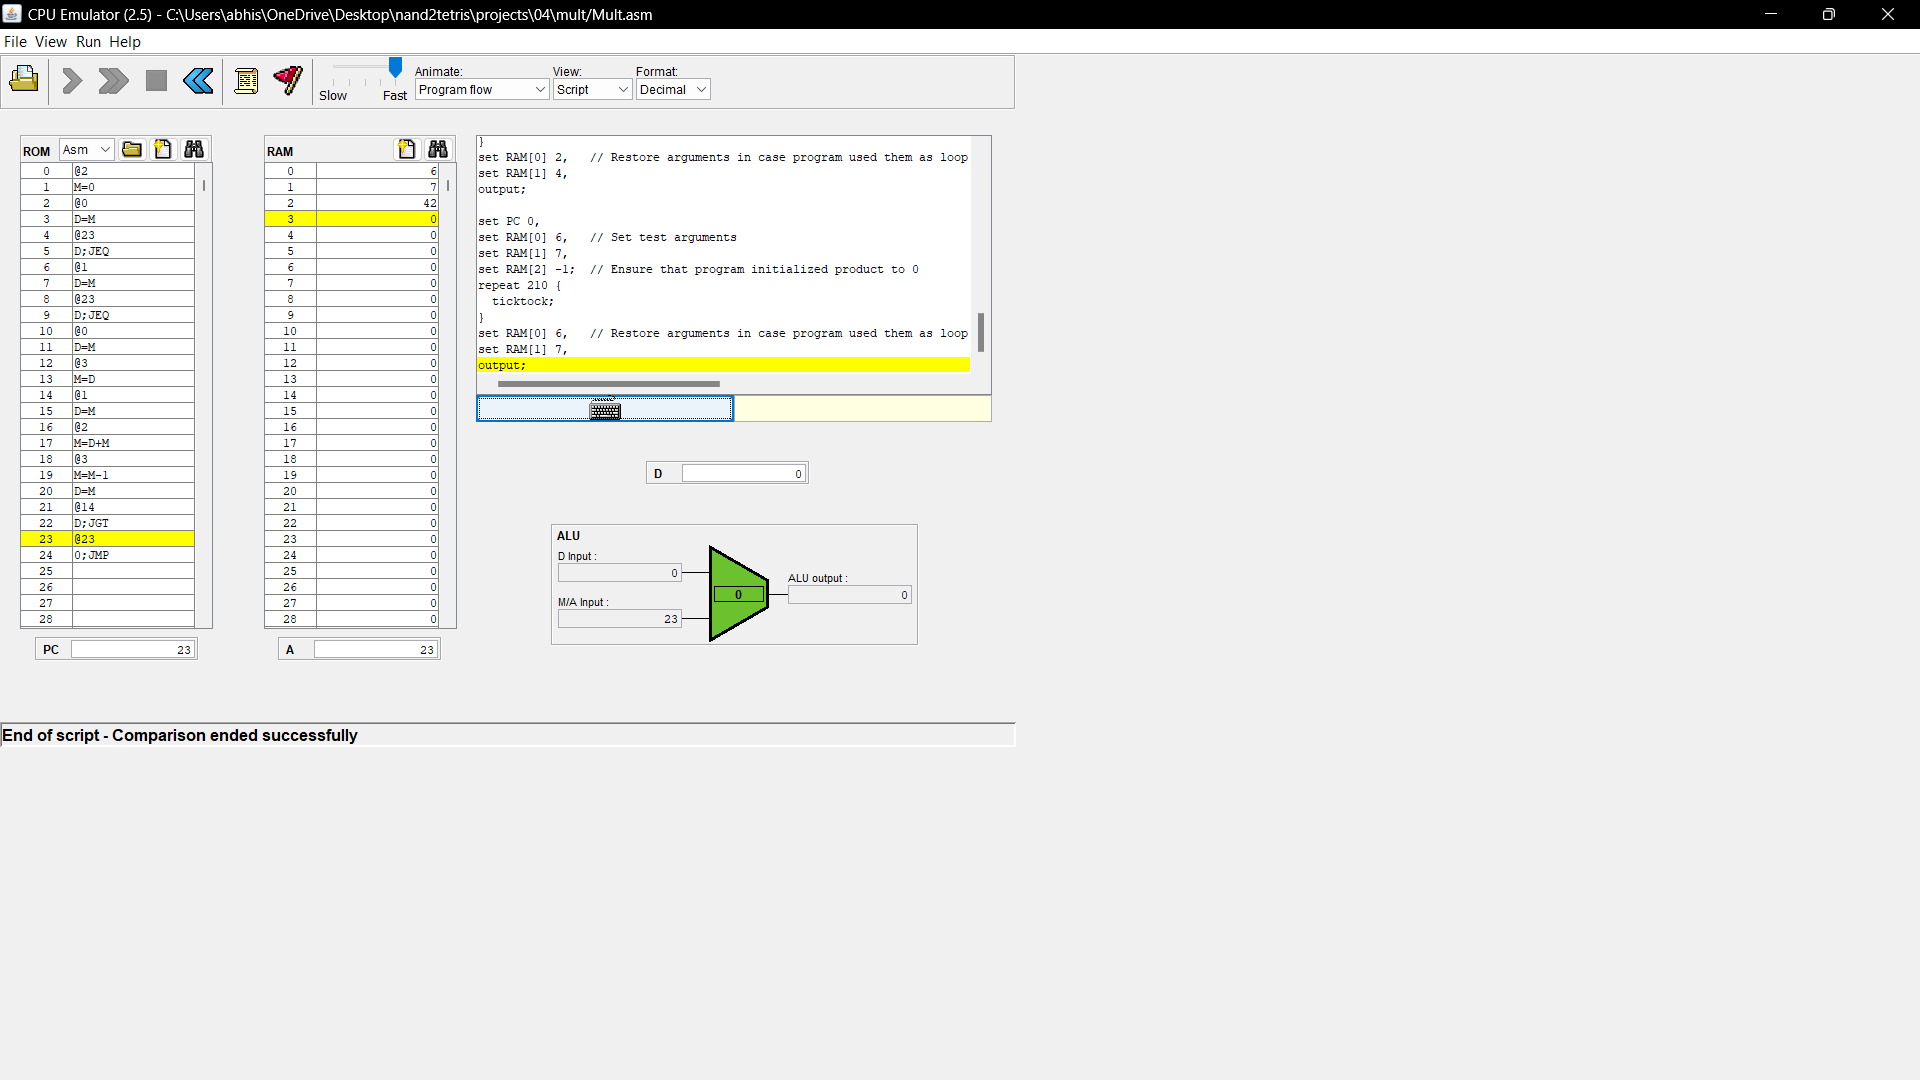 CPU Emulator (2.5) - C:\Users\abhis\OneDrive\Desktop\nand2tetris\projects\04\mult/Mult.asm
File View Run Help
Slow Fast
Animate:
Program flow
View:
Script
Format:
Decimal
ROM Asm
0 @2
1 M=0
2 @0
3 D=M
4 @23
5 D;JEQ
6 @1
7 D=M
8 @23
9 D;JEQ
10 @0
11 D=M
12 @3
13 M=D
14 @1
15 D=M
16 @2
17 M=D+M
18 @3
19 M=M-1
20 D=M
21 @14
22 D;JGT
23 @23
24 0;JMP
25
26
27
28
PC 23
RAM
0 6
1 7
2 42
3 0
4 0
5 0
6 0
7 0
8 0
9 0
10 0
11 0
12 0
13 0
14 0
15 0
16 0
17 0
18 0
19 0
20 0
21 0
22 0
23 0
24 0
25 0
26 0
27 0
28 0
A 23
}
set RAM[0] 2, // Restore arguments in case program used them as loop
set RAM[1] 4,
output;
set PC 0,
set RAM[0] 6, // Set test arguments
set RAM[1] 7,
set RAM[2] -1; // Ensure that program initialized product to 0
repeat 210 {
ticktock;
}
set RAM[0] 6, // Restore arguments in case program used them as loop
set RAM[1] 7,
output;
D 0
ALU
D Input :
0
M/A Input :
23
0
ALU output :
0
End of script - Comparison ended successfully